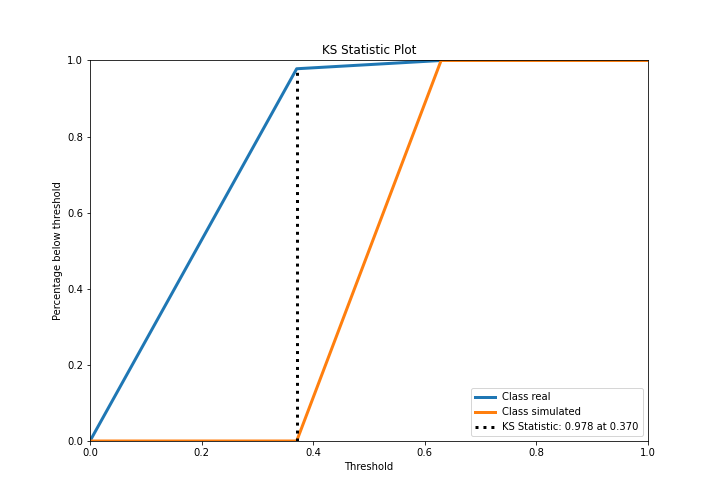 KS Statistic Plot
Percentage below threshold
1.0
0.8
0.6
0.4
0.2
0.0
0.0 0.2 0.4 0.6 0.8 1.0
Threshold
Class real
Class simulated
KS Statistic: 0.978 at 0.370